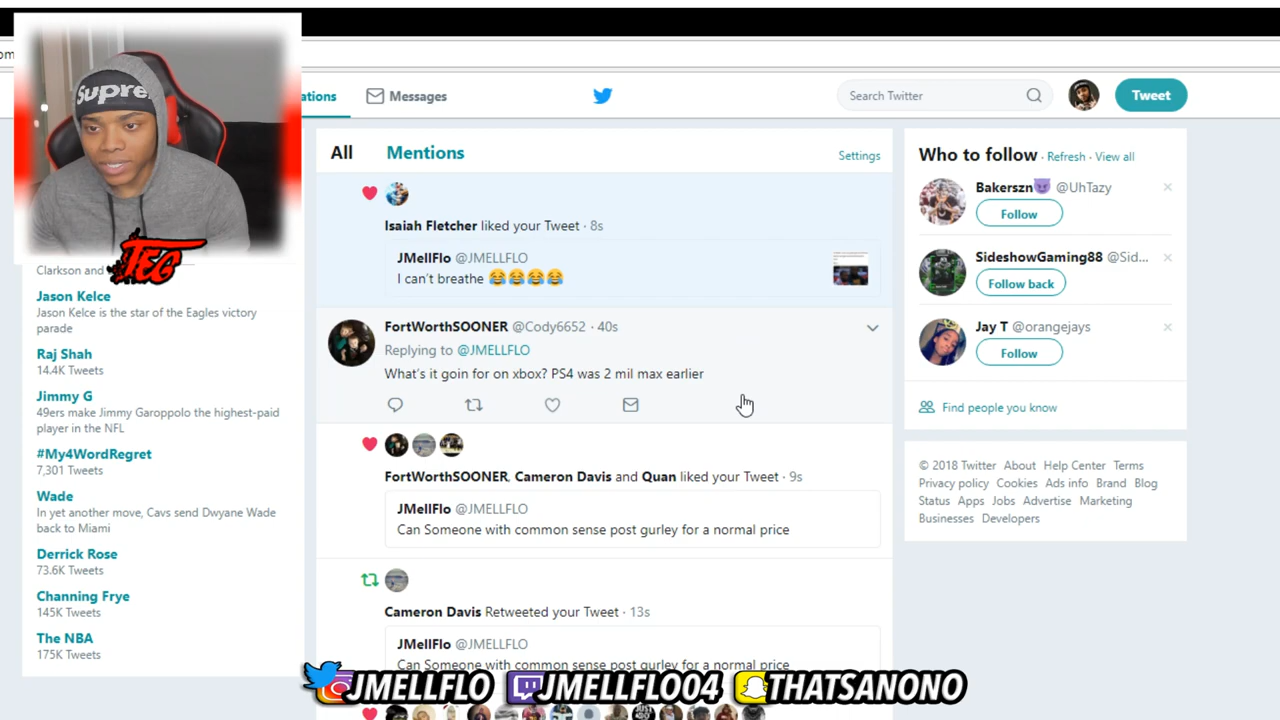 om
Supre
TEG
ations
Messages
Search Twitter
Tweet
Clarkson and
Jason Kelce
Jason Kelce is the star of the Eagles victory
parade
Raj Shah
14.4K Tweets
Jimmy G
49ers make Jimmy Garoppolo the highest-paid
player in the NFL
#My4WordRegret
7,301 Tweets
Wade
In yet another move, Cavs send Dwyane Wade
back to Miami
Derrick Rose
73.6K Tweets
Channing Frye
145K Tweets
The NBA
175K Tweets
All Mentions Settings
Isaiah Fletcher liked your Tweet · 8s
JMellFlo @JMELLFLO
I can't breathe 😂😂😂😂
FortWorthSOONER @Cody6652 · 40s
Replying to @JMELLFLO
What's it goin for on xbox? PS4 was 2 mil max earlier
FortWorthSOONER, Cameron Davis and Quan liked your Tweet · 9s
JMellFlo @JMELLFLO
Can Someone with common sense post gurley for a normal price
Cameron Davis Retweeted your Tweet · 13s
JMellFlo @JMELLFLO
Can Someone with common sense post gurley for a normal price
Who to follow · Refresh · View all
Bakerszn😈 @UhTazy
Follow
SideshowGaming88 @Sid...
Follow back
Jay T @orangejays
Follow
Find people you know
© 2018 Twitter About Help Center Terms
Privacy policy Cookies Ads info Brand Blog
Status Apps Jobs Advertise Marketing
Businesses Developers
JMELLFLO JMELLFLO04 THATSANONO